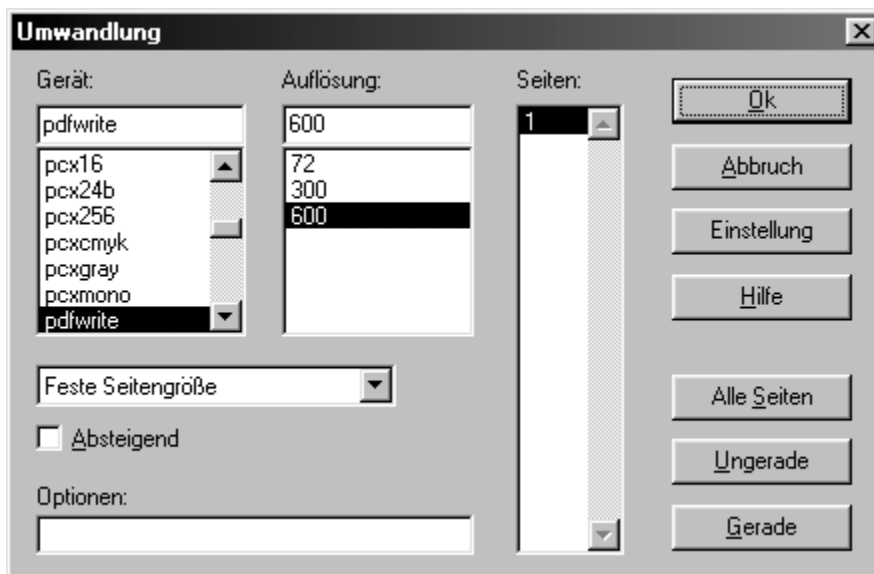 Umwandlung
Gerät:
pdfwrite
pcx16
pcx24b
pcx256
pcxcmyk
pcxgray
pcxmono
pdfwrite
Auflösung:
600
72
300
600
Seiten:
1
Ok
Abbruch
Einstellung
Hilfe
Alle Seiten
Ungerade
Gerade
Feste Seitengröße
Absteigend
Optionen: